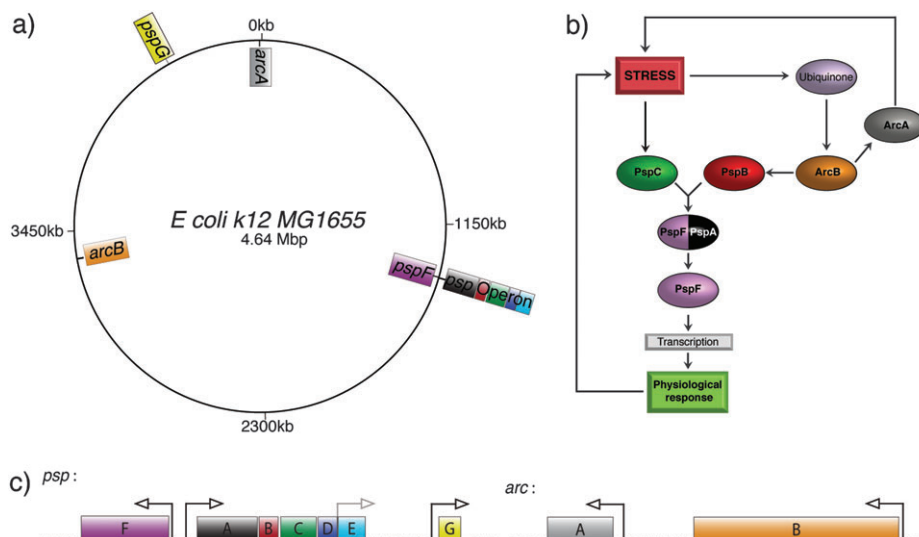 a)
0kb
pspG
arcA
E coli k12 MG1655
4.64 Mbp
3450kb
1150kb
arcB
pspF
psp Operon
2300kb
b)
STRESS
Ubiquinone
ArcA
PspC
PspB
ArcB
PspF
PspA
PspF
Transcription
Physiological
response
c)
psp :
F
A
B
C
D
E
G
arc :
A
B